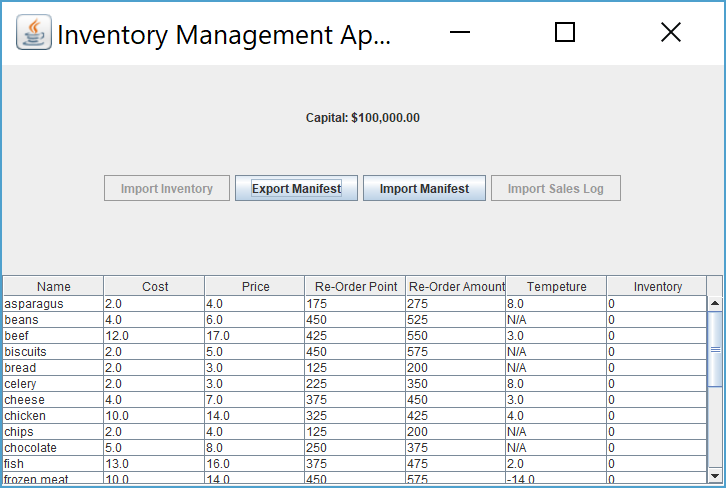 Inventory Management Ap...
Capital: $100,000.00
Import Inventory Export Manifest Import Manifest Import Sales Log
Name Cost Price Re-Order Point Re-Order Amount Tempeture Inventory
asparagus 2.0 4.0 175 275 8.0 0
beans 4.0 6.0 450 525 N/A 0
beef 12.0 17.0 425 550 3.0 0
biscuits 2.0 5.0 450 575 N/A 0
bread 2.0 3.0 125 200 N/A 0
celery 2.0 3.0 225 350 8.0 0
cheese 4.0 7.0 375 450 3.0 0
chicken 10.0 14.0 325 425 4.0 0
chips 2.0 4.0 125 200 N/A 0
chocolate 5.0 8.0 250 375 N/A 0
fish 13.0 16.0 375 475 2.0 0
frozen meat 10.0 14.0 450 575 -14.0 0